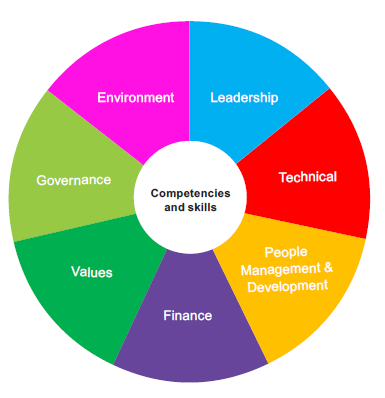 Environment
Leadership
Governance
Technical
Competencies
and skills
People
Management &
Development
Values
Finance